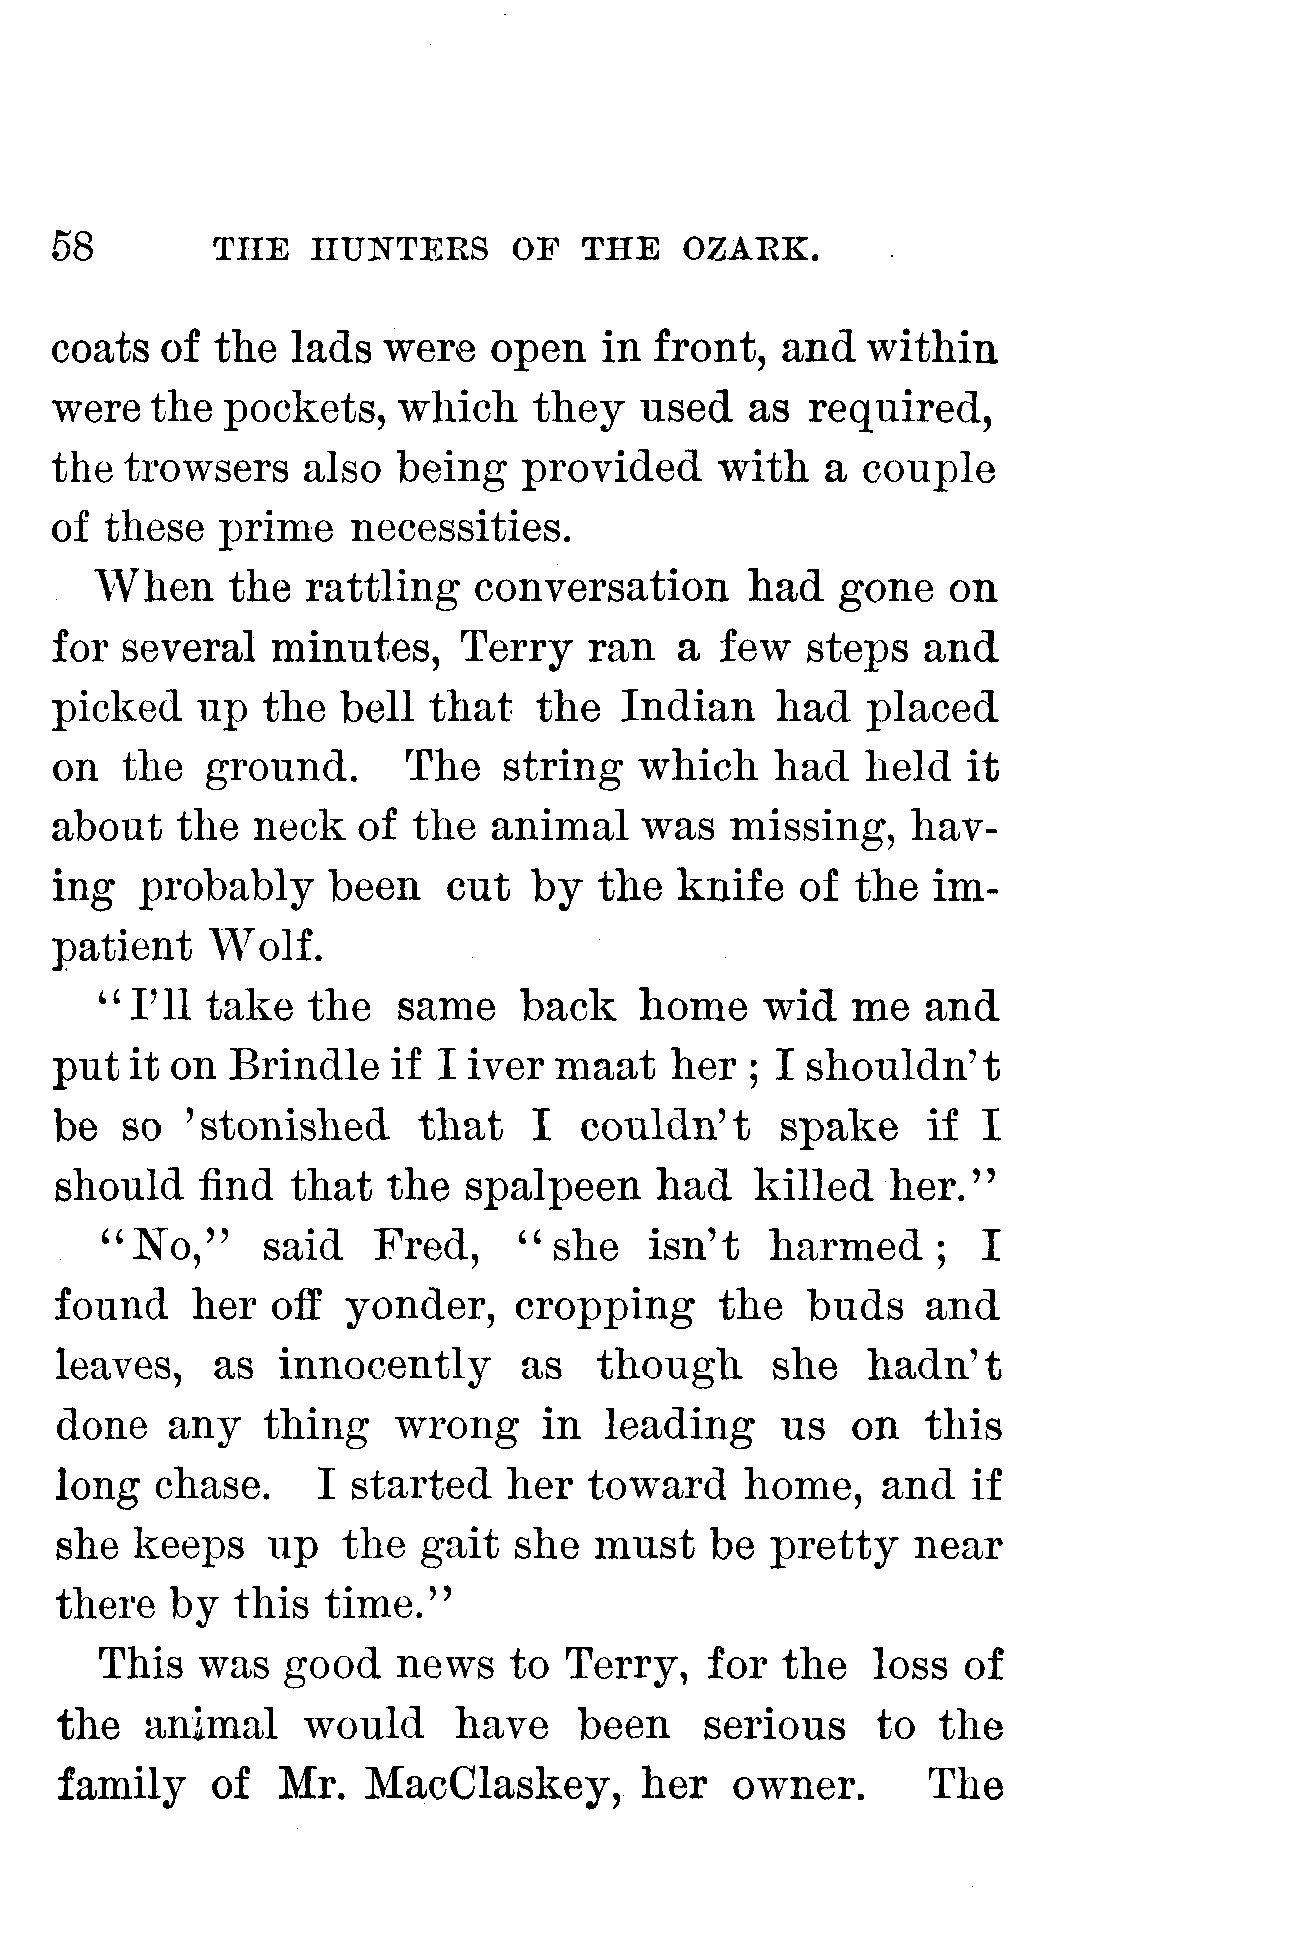 58 THE HUNTERS OF THE OZARK.
coats of the lads were open in front, and within
were the pockets, which they used as required,
the trowsers also being provided with a couple
of these prime necessities.
When the rattling conversation had gone on
for several minutes, Terry ran a few steps and
picked up the bell that the Indian had placed
on the ground. The string which had held it
about the neck of the animal was missing, hav-
ing probably been cut by the knife of the im-
patient Wolf.
“I’ll take the same back home wid me and
put it on Brindle if I iver maat her ; I shouldn’t
be so ’stonished that I couldn’t spake if I
should find that the spalpeen had killed her.”
“No,” said Fred, “she isn’t harmed ; I
found her off yonder, cropping the buds and
leaves, as innocently as though she hadn’t
done any thing wrong in leading us on this
long chase. I started her toward home, and if
she keeps up the gait she must be pretty near
there by this time.”
This was good news to Terry, for the loss of
the animal would have been serious to the
family of Mr. MacClaskey, her owner. The